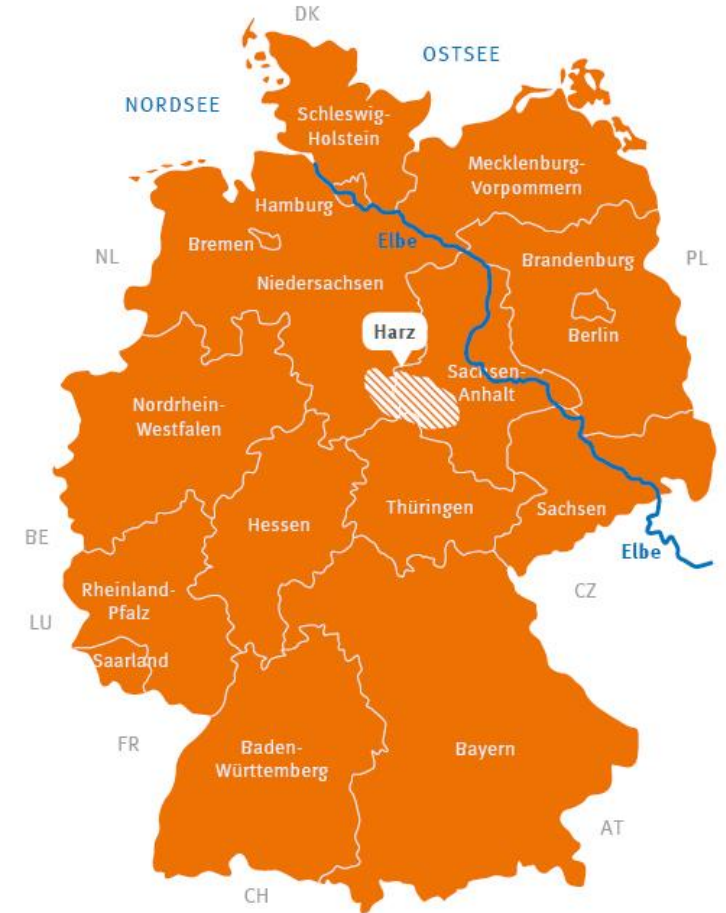 DK
OSTSEE
NORDSEE
Schleswig-
Holstein
Mecklenburg-
Vorpommern
Hamburg
Bremen
Elbe
NL
Brandenburg
PL
Niedersachsen
Harz
Berlin
Sachsen-
Anhalt
Nordrhein-
Westfalen
Thüringen
Sachsen
Hessen
BE
Elbe
Rheinland-
Pfalz
CZ
LU
Saarland
FR
Baden-
Württemberg
Bayern
AT
CH